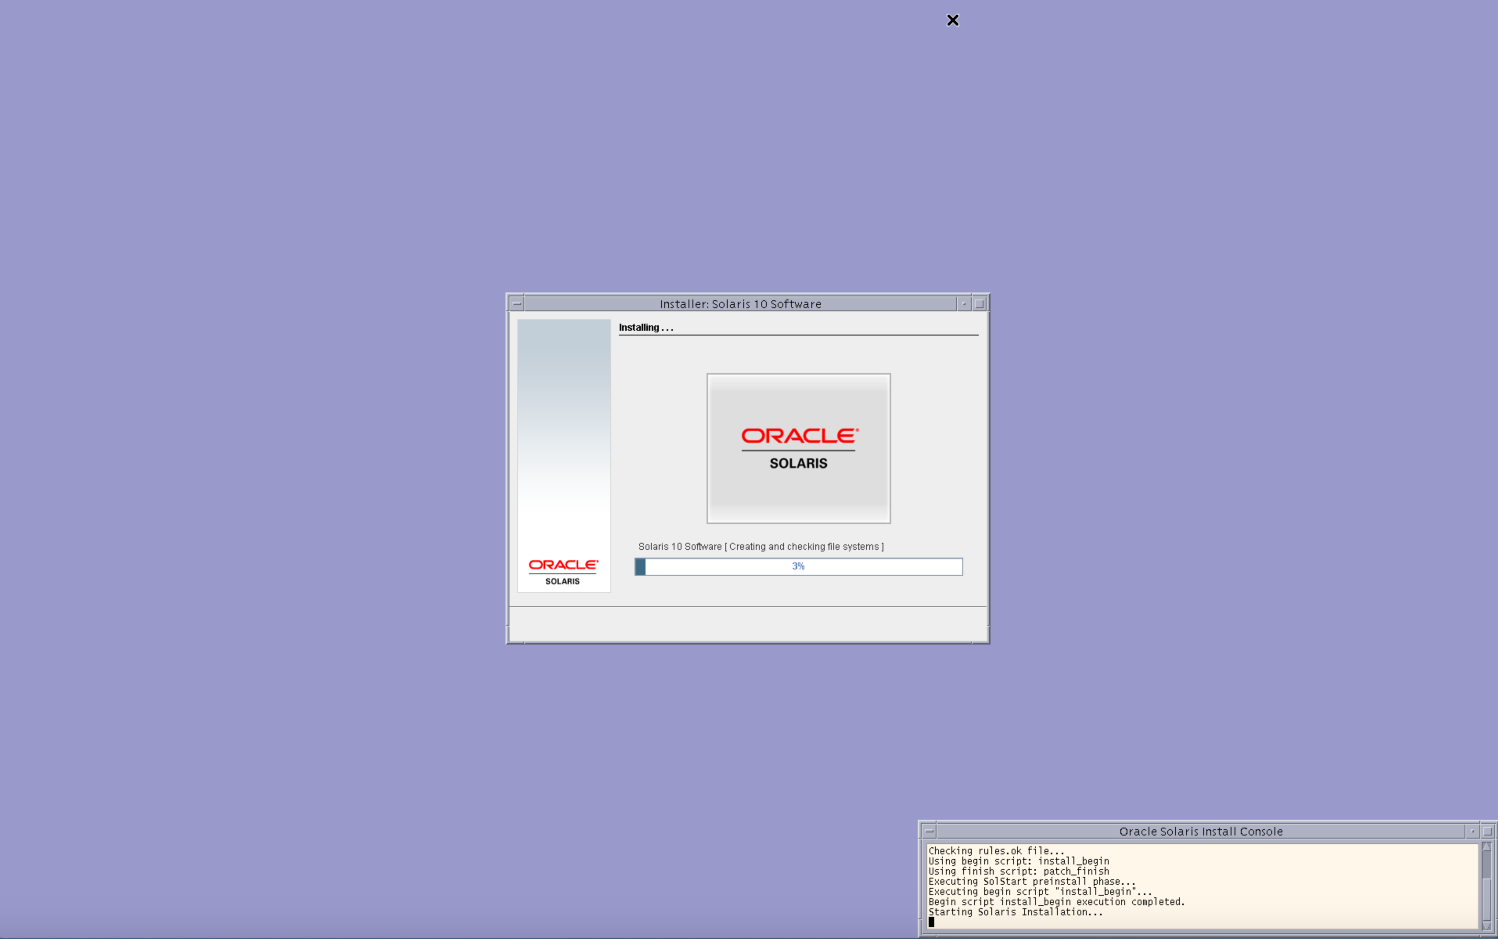 Installer: Solaris 10 Software
Installing . . .
ORACLE®
SOLARIS
Solaris 10 Software [ Creating and checking file systems ]
3%
ORACLE®
SOLARIS
Oracle Solaris Install Console
Checking rules.ok file...
Using begin script: install_begin
Using finish script: patch_finish
Executing SolStart preinstall phase...
Executing begin script "install_begin"...
Begin script install_begin execution completed.
Starting Solaris Installation...